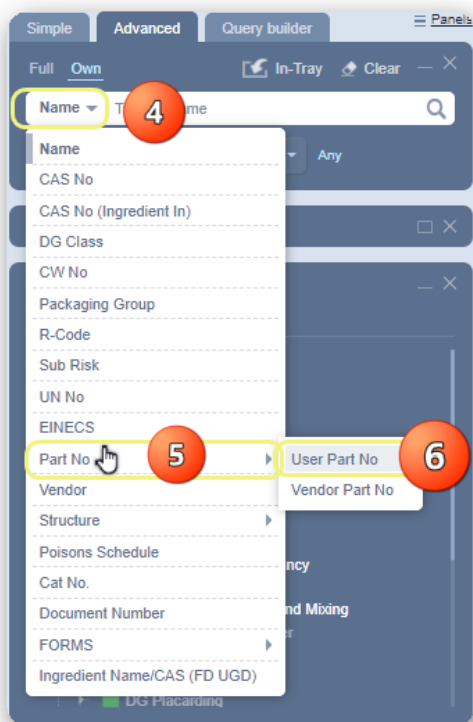 Simple Advanced Query builder Panels
Full Own In-Tray Clear
Name 4
Name Any
CAS No
CAS No (Ingredient In)
DG Class
CW No
Packaging Group
R-Code
Sub Risk
UN No
EINECS
Part No 5 User Part No 6
Vendor Vendor Part No
Structure
Poisons Schedule
Cat No.
ncy
Document Number nd Mixing
FORMS r
Ingredient Name/CAS (FD UGD)
DG Placarding